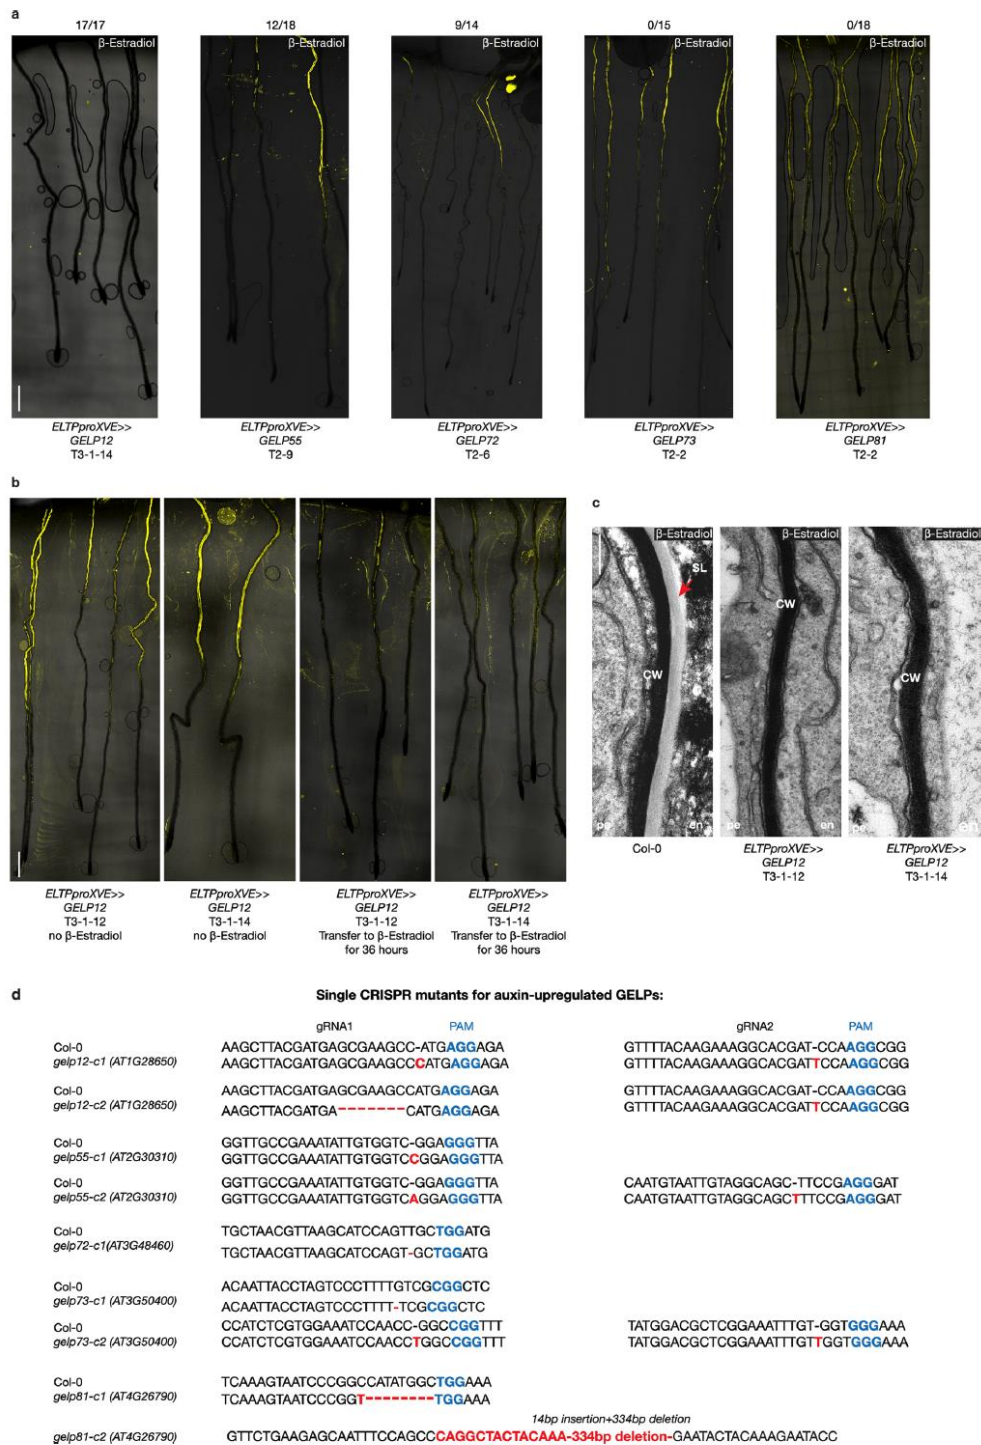 a
17/17 12/18 9/14 0/15 0/18
β-Estradiol β-Estradiol β-Estradiol β-Estradiol β-Estradiol
ELTPproXVE>> ELTPproXVE>> ELTPproXVE>> ELTPproXVE>> ELTPproXVE>>
GELP12 GELP55 GELP72 GELP73 GELP81
T3-1-14 T2-9 T2-6 T2-2 T2-2
b
ELTPproXVE>> ELTPproXVE>> ELTPproXVE>> ELTPproXVE>>
GELP12 GELP12 GELP12 GELP12
T3-1-12 T3-1-14 T3-1-12 T3-1-14
no β-Estradiol no β-Estradiol Transfer to β-Estradiol Transfer to β-Estradiol
for 36 hours for 36 hours
c
β-Estradiol β-Estradiol β-Estradiol
SL
CW CW CW
pe en pe en pe en
Col-0 ELTPproXVE>> ELTPproXVE>>
GELP12 GELP12
T3-1-12 T3-1-14
d Single CRISPR mutants for auxin-upregulated GELPs:
gRNA1 PAM gRNA2 PAM
Col-0 AAGCTTACGATGAGCGAAGCC-ATGAGGAGA GTTTTACAAGAAAGGCACGAT-CCAAGGCGG
gelp12-c1 (AT1G28650) AAGCTTACGATGAGCGAAGCCCATGAGGAGA GTTTTACAAGAAAGGCACGATTCCAAGGCGG
Col-0 AAGCTTACGATGAGCGAAGCCATGAGGAGA GTTTTACAAGAAAGGCACGAT-CCAAGGCGG
gelp12-c2 (AT1G28650) AAGCTTACGATGA-------CATGAGGAGA GTTTTACAAGAAAGGCACGATTCCAAGGCGG
Col-0 GGTTGCCGAAATATTGTGGTC-GGAGGGTTA
gelp55-c1 (AT2G30310) GGTTGCCGAAATATTGTGGTCCGGAGGGTTA
Col-0 GGTTGCCGAAATATTGTGGTC-GGAGGGTTA CAATGTAATTGTAGGCAGC-TTCCGAGGGAT
gelp55-c2 (AT2G30310) GGTTGCCGAAATATTGTGGTCAGGAGGGTTA CAATGTAATTGTAGGCAGCTTTCCGAGGGAT
Col-0 TGCTAACGTTAAGCATCCAGTTGCTGGATG
gelp72-c1(AT3G48460) TGCTAACGTTAAGCATCCAGT-GCTGGATG
Col-0 ACAATTACCTAGTCCCTTTTGTCGCGGCTC
gelp73-c1 (AT3G50400) ACAATTACCTAGTCCCTTTT-TCGCGGCTC
Col-0 CCATCTCGTGGAAATCCAACC-GGCCGGTTT TATGGACGCTCGGAAATTTGT-GGTGGGAAA
gelp73-c2 (AT3G50400) CCATCTCGTGGAAATCCAACCTGGCCGGTTT TATGGACGCTCGGAAATTTGTTGGTGGGAAA
Col-0 TCAAAGTAATCCCGGCCATATGGCTGGAAA
gelp81-c1 (AT4G26790) TCAAAGTAATCCCGGT---------TGGAAA
14bp insertion+334bp deletion
gelp81-c2 (AT4G26790) GTTCTGAAGAGCAATTTCCAGCCCAGGCTACTACAAA-334bp deletion-GAATACTACAAAGAATACC